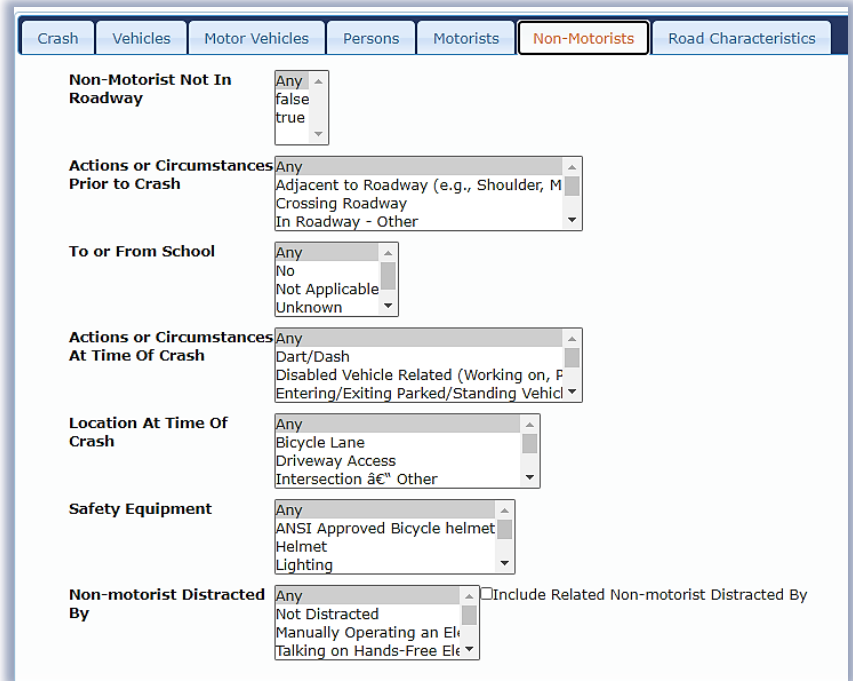 Crash Vehicles Motor Vehicles Persons Motorists Non-Motorists Road Characteristics
Non-Motorist Not In Roadway
Any
false
true
Actions or Circumstances Prior to Crash
Any
Adjacent to Roadway (e.g., Shoulder, M
Crossing Roadway
In Roadway - Other
To or From School
Any
No
Not Applicable
Unknown
Actions or Circumstances At Time Of Crash
Any
Dart/Dash
Disabled Vehicle Related (Working on, P
Entering/Exiting Parked/Standing Vehicl
Location At Time Of Crash
Any
Bicycle Lane
Driveway Access
Intersection â€“ Other
Safety Equipment
Any
ANSI Approved Bicycle helmet
Helmet
Lighting
Non-motorist Distracted By
Any
Not Distracted
Manually Operating an Ele
Talking on Hands-Free Ele
Include Related Non-motorist Distracted By